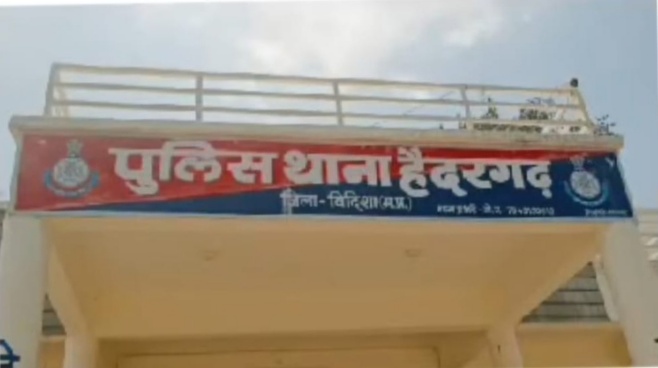 पुलिस थाना हैदरगढ़
जिला - विदिशा (म.प्र.)